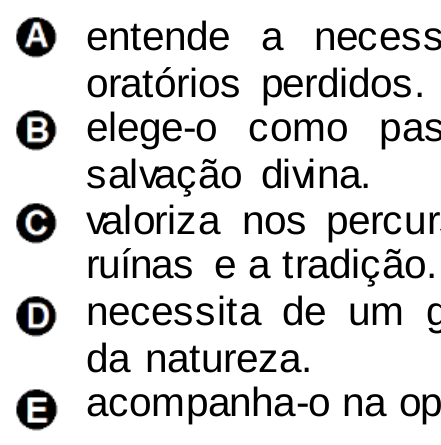 A entende a necess
oratórios perdidos.
B elege-o como pas
salvação divina.
C valoriza nos percur
ruínas e a tradição.
D necessita de um g
da natureza.
E acompanha-o na op